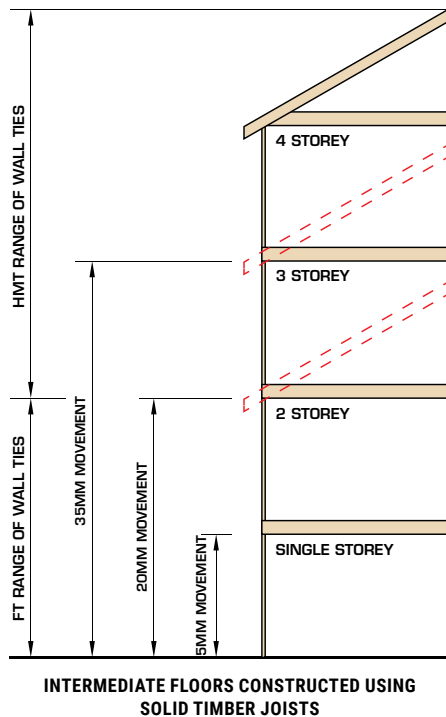 HMT RANGE OF WALL TIES
4 STOREY
3 STOREY
35MM MOVEMENT
2 STOREY
FT RANGE OF WALL TIES
20MM MOVEMENT
5MM MOVEMENT
SINGLE STOREY
INTERMEDIATE FLOORS CONSTRUCTED USING
SOLID TIMBER JOISTS